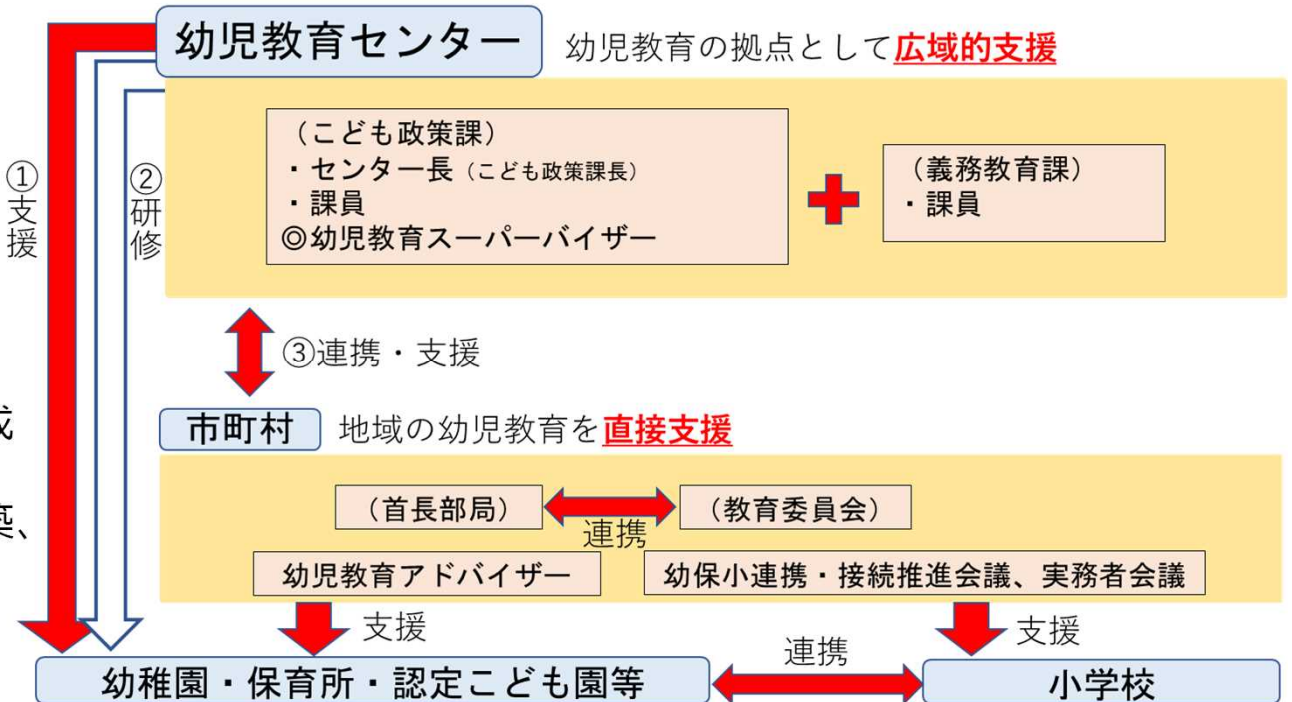 幼児教育センター
幼児教育の拠点として広域的支援
①支援
②研修
（こども政策課）
・センター長（こども政策課長）
・課員
◎幼児教育スーパーバイザー
（義務教育課）
・課員
③連携・支援
成
築、
市町村
地域の幼児教育を直接支援
（首長部局）
連携
（教育委員会）
幼児教育アドバイザー
幼保小連携・接続推進会議、実務者会議
支援
支援
幼稚園・保育所・認定こども園等
連携
小学校